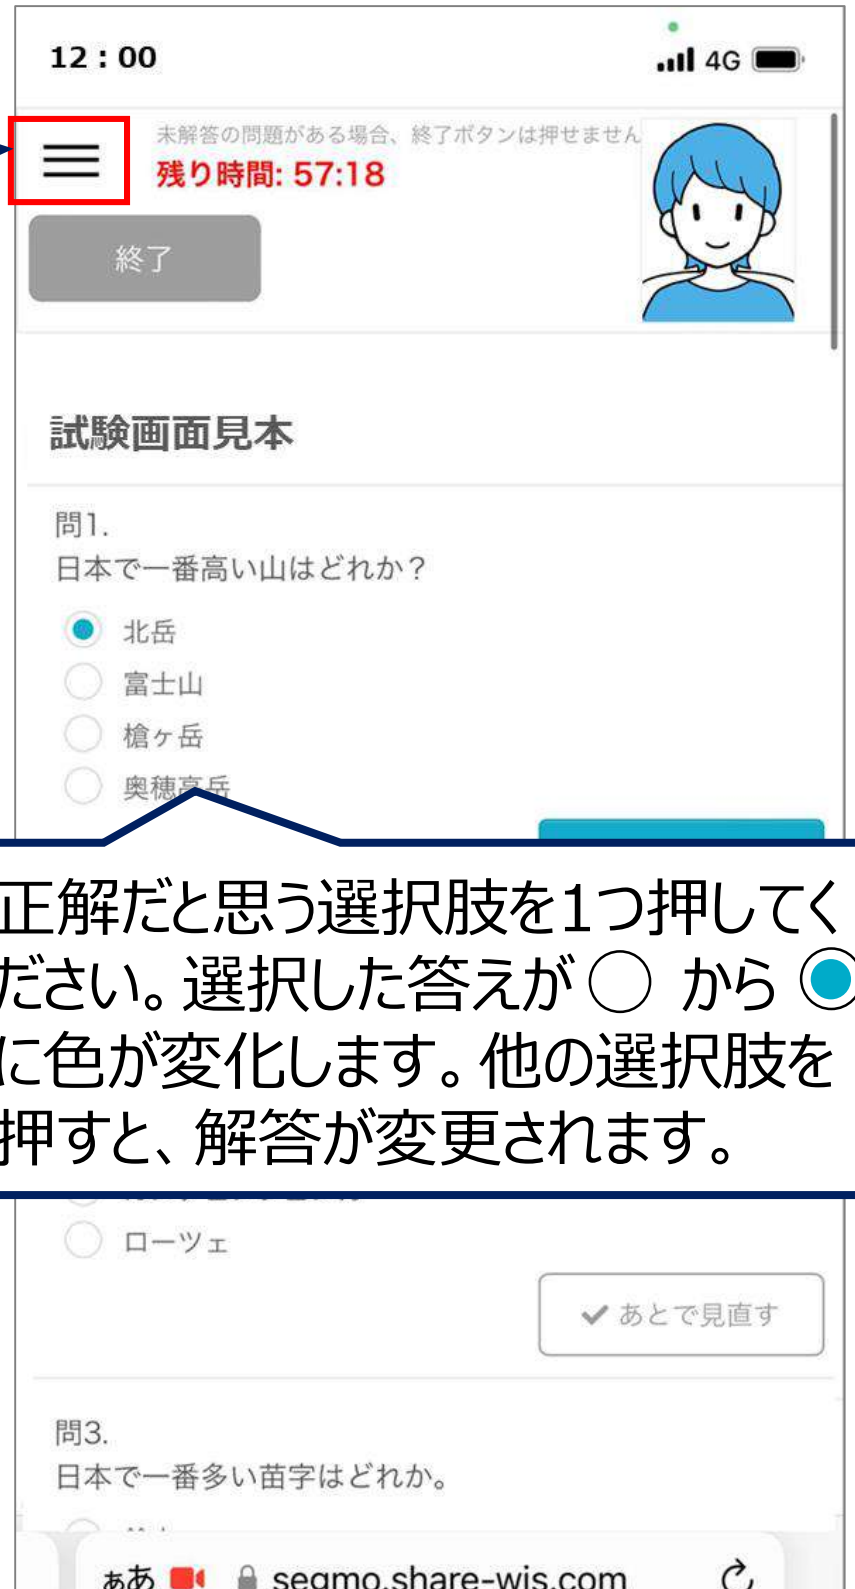 12：00
4G
未解答の問題がある場合、終了ボタンは押せません
残り時間: 57:18
終了
試験画面見本
問1.
日本で一番高い山はどれか？
北岳
富士山
槍ヶ岳
奥穂高岳
正解だと思う選択肢を1つ押してく
ださい。選択した答えが ○ から
に色が変化します。他の選択肢を
押すと、解答が変更されます。
ローツェ
あとで見直す
問3.
日本で一番多い苗字はどれか。
ぁあ segmo.share-wis.com